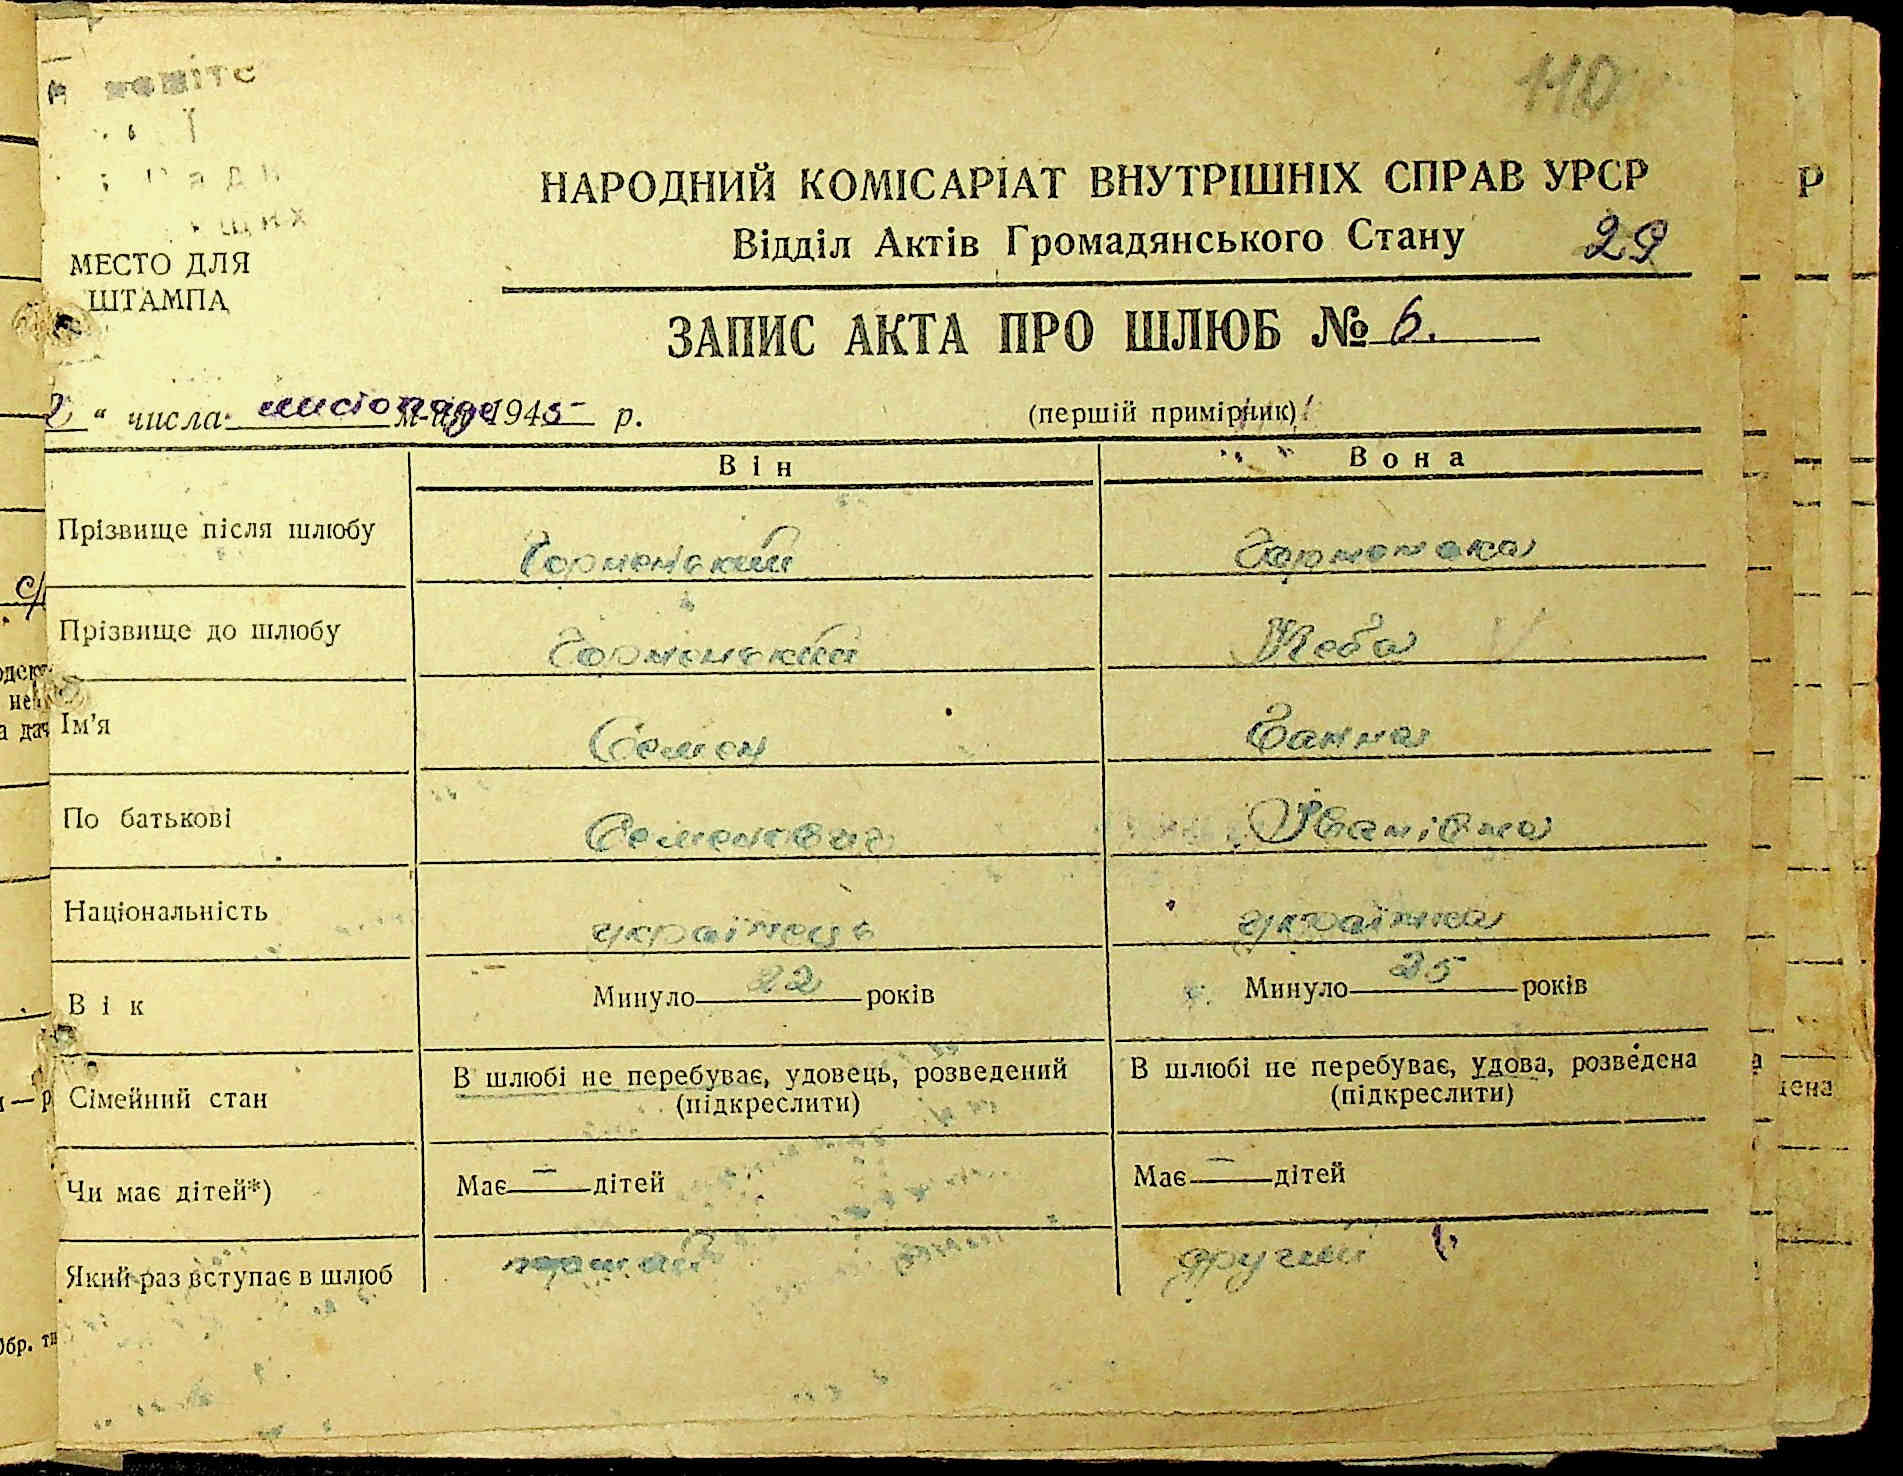 110
НАРОДНИЙ КОМІСАРІАТ ВНУТРІШНІХ СПРАВ УРСР
Відділ Актів Громадянського Стану 29
МЕСТО ДЛЯ
ШТАМПА
ЗАПИС АКТА ПРО ШЛЮБ № 6.
“ числа листопада м-ця 1945 р. (першій примірник)
Він Вона
Прізвище після шлюбу
Прізвище до шлюбу
Ім'я Семен Ганна
По батькові Семенович Іванівна
Національність українець українка
Вік Минуло 22 років Минуло 25 років
Сімейний стан В шлюбі не перебуває, удовець, розведений В шлюбі не перебуває, удова, розведена
(підкреслити) (підкреслити)
Чи має дітей*) Має — дітей Має — дітей
Який раз вступає в шлюб другий